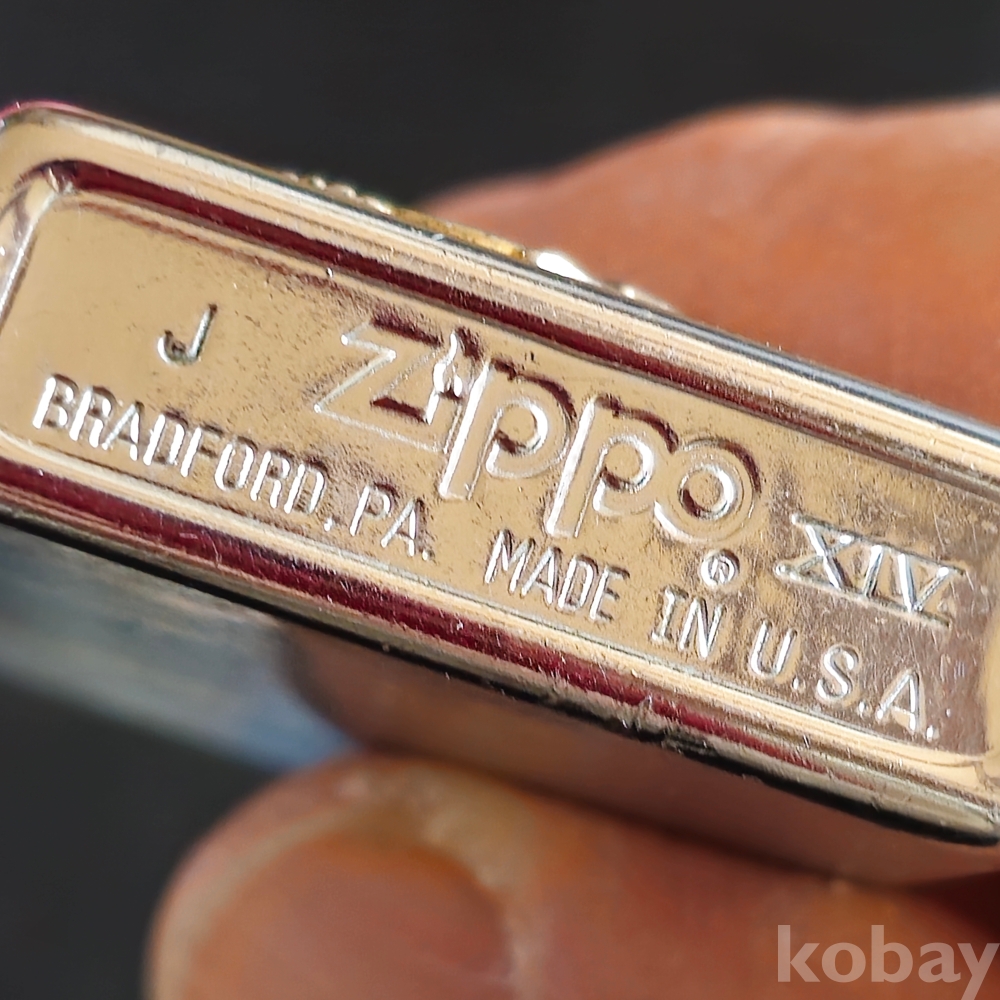 J Zippo ® XIV
BRADFORD, PA. MADE IN U.S.A.
kobay